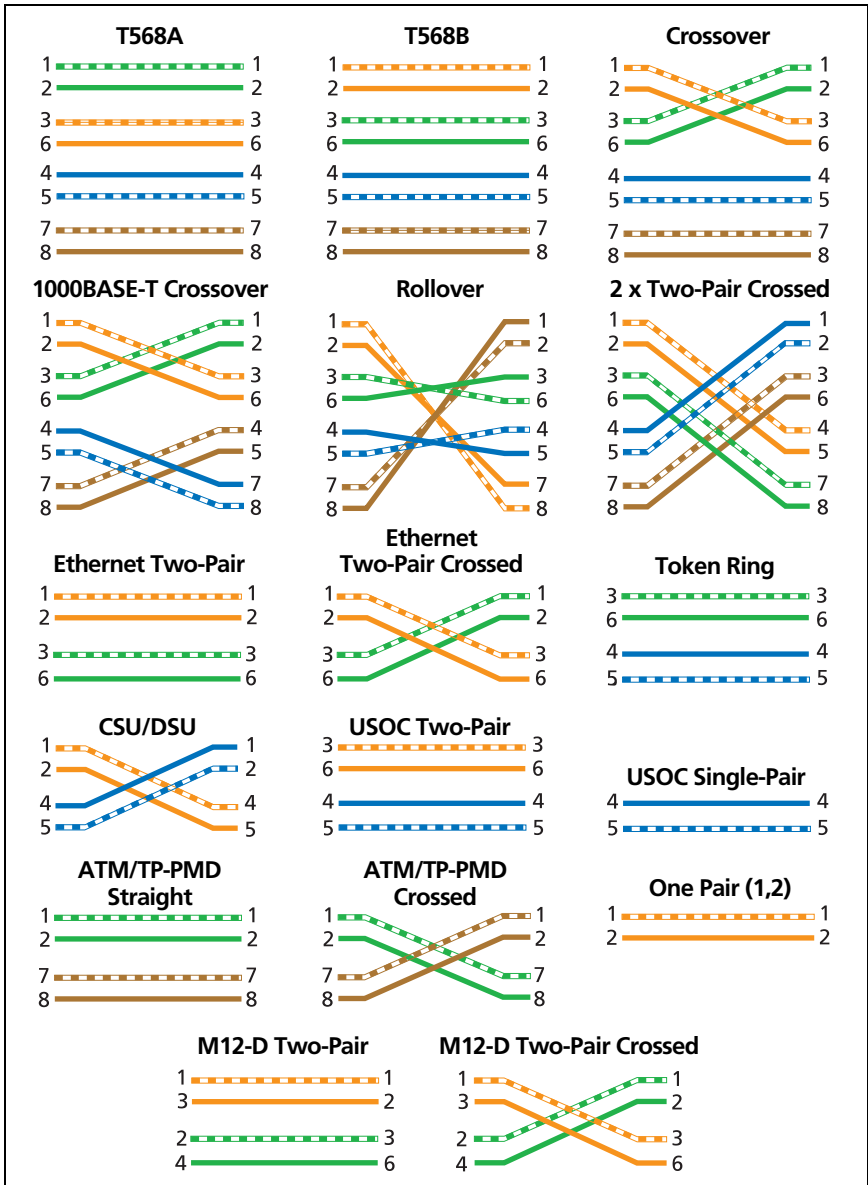 T568A T568B Crossover
1 1 1 1 1 1
2 2 2 2 2 2
3 3 3 3 3 3
6 6 6 6 6 6
4 4 4 4 4 4
5 5 5 5 5 5
7 7 7 7 7 7
8 8 8 8 8 8
1000BASE-T Crossover Rollover 2 x Two-Pair Crossed
1 1 1 1 1 1
2 2 2 2 2 2
3 3 3 3 3 3
6 6 6 6 6 6
4 4 4 4 4 4
5 5 5 5 5 5
7 7 7 7 7 7
8 8 8 8 8 8
Ethernet Two-Pair Ethernet Token Ring
Two-Pair Crossed
1 1 1 1 3 3
2 2 2 2 6 6
3 3 3 3 4 4
6 6 6 6 5 5
CSU/DSU USOC Two-Pair USOC Single-Pair
1 1 3 3
2 2 6 6
4 4 4 4 4 4
5 5 5 5 5 5
ATM/TP-PMD ATM/TP-PMD One Pair (1,2)
Straight Crossed
1 1 1 1 1 1
2 2 2 2 2 2
7 7 7 7
8 8 8 8
M12-D Two-Pair M12-D Two-Pair Crossed
1 1 1 1
3 2 3 2
2 3 2 3
4 6 4 6